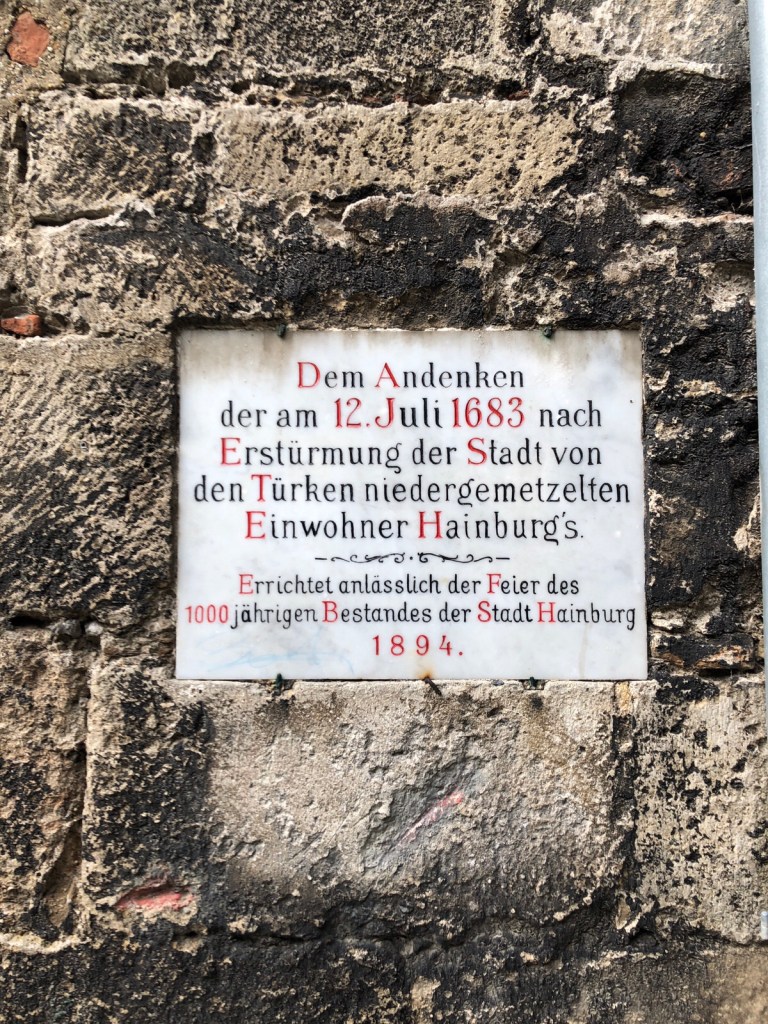 Dem Andenken
der am 12. Juli 1683 nach
Erstürmung der Stadt von
den Türken niedergemetzelten
Einwohner Hainburg's.
Errichtet anlässlich der Feier des
1000 jährigen Bestandes der Stadt Hainburg
1894.